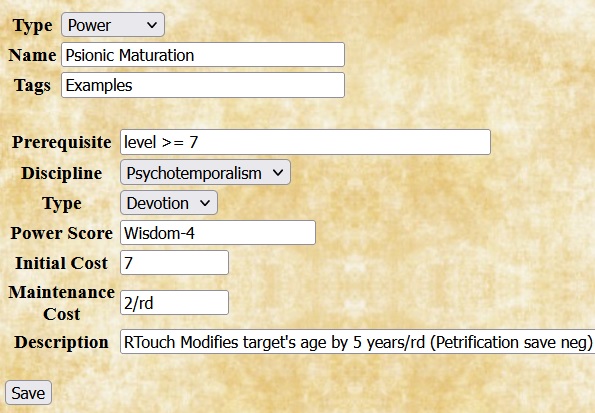 Type Power
Name Psionic Maturation
Tags Examples
Prerequisite level >= 7
Discipline Psychotemporalism
Type Devotion
Power Score Wisdom-4
Initial Cost 7
Maintenance
Cost 2/rd
Description RTouch Modifies target's age by 5 years/rd (Petrification save neg)
Save